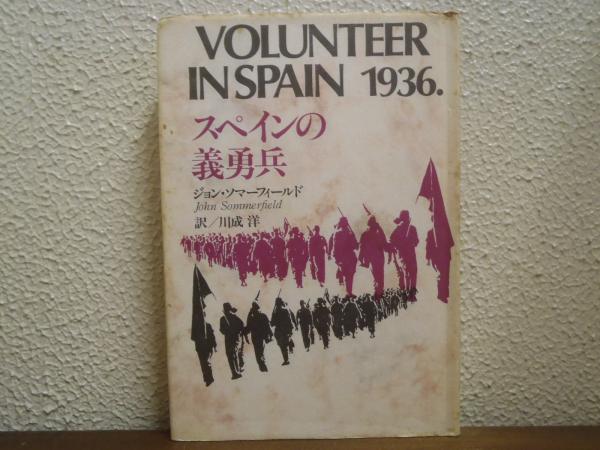 VOLUNTEER
IN SPAIN 1936.
スペインの
義勇兵
ジョン・ソマーフィールド
John Sommerfield
訳/川成 洋